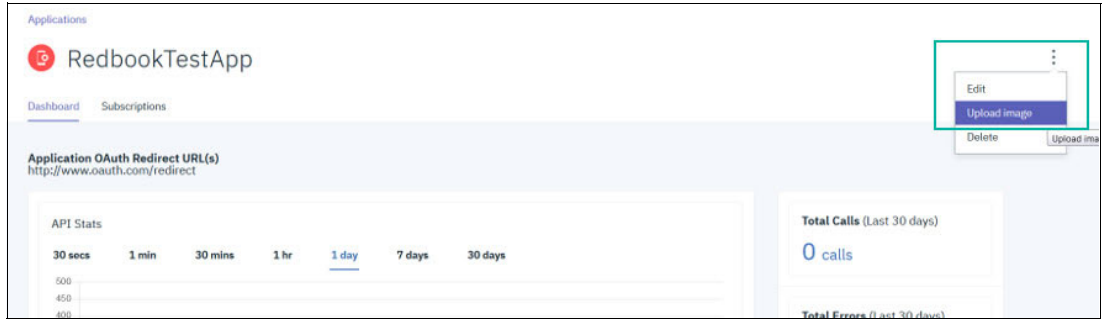 Applications
RedbookTestApp
Edit
Upload image
Delete
Upload ima
Dashboard Subscriptions
Application OAuth Redirect URL(s)
http://www.oauth.com/redirect
API Stats
30 secs 1 min 30 mins 1 hr 1 day 7 days 30 days
500
450
400
Total Calls (Last 30 days)
0 calls
Total Errors (Last 30 days)